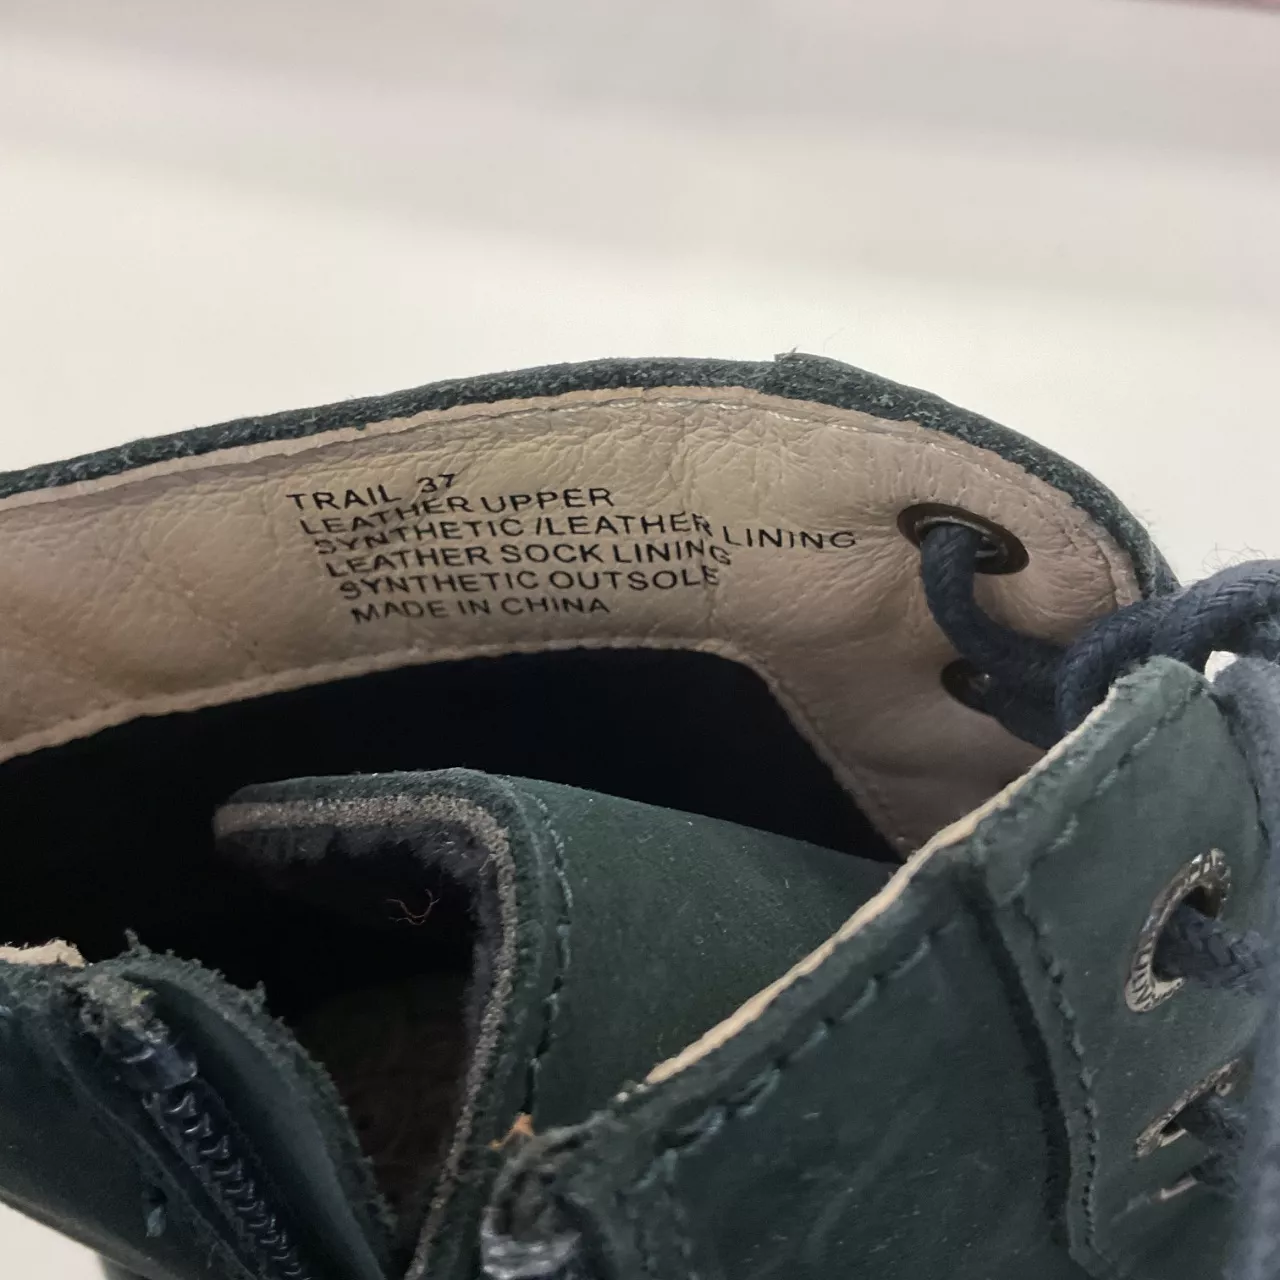 TRAIL 37
LEATHER UPPER
SYNTHETIC /LEATHER LINING
LEATHER SOCK LINING
SYNTHETIC OUTSOLE
MADE IN CHINA